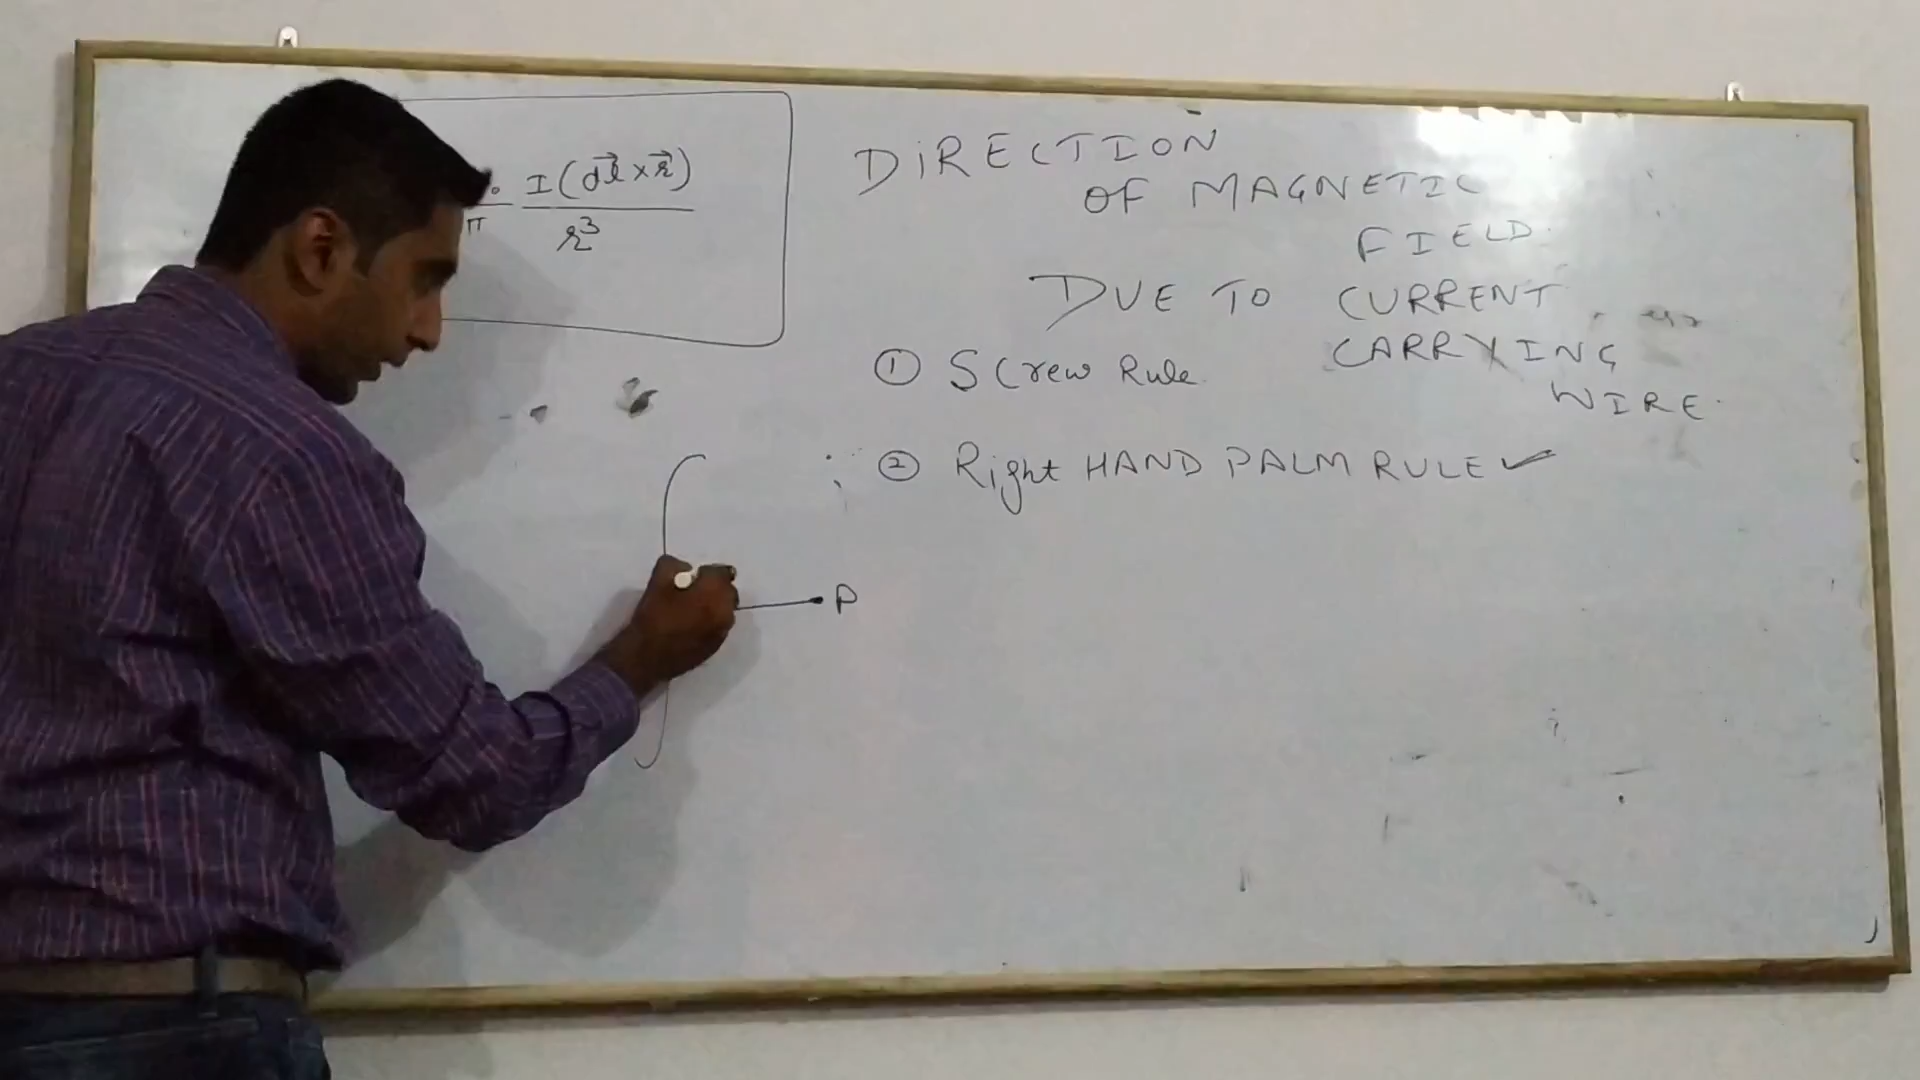 I(dl⃗ × r⃗)
π r³
DIRECTION
OF MAGNETIC
FIELD
DUE TO CURRENT
CARRYING
WIRE.
① Screw Rule
② Right HAND PALM RULE ✓
P